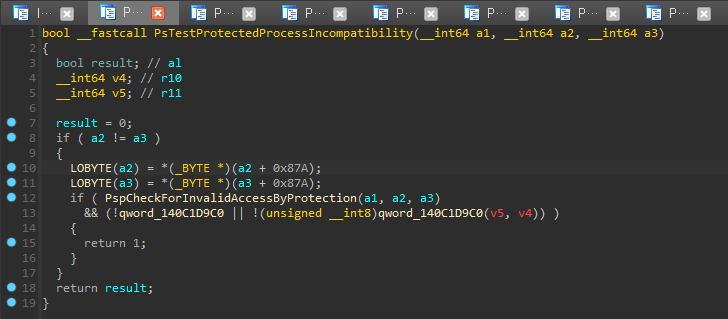 I... P... P... P... P... P... P... P...
1 bool __fastcall PsTestProtectedProcessIncompatibility(__int64 a1, __int64 a2, __int64 a3)
2 {
3 bool result; // al
4 __int64 v4; // r10
5 __int64 v5; // r11
6
7 result = 0;
8 if ( a2 != a3 )
9 {
10 LOBYTE(a2) = *(_BYTE *)(a2 + 0x87A);
11 LOBYTE(a3) = *(_BYTE *)(a3 + 0x87A);
12 if ( PspCheckForInvalidAccessByProtection(a1, a2, a3)
13 && (!qword_140C1D9C0 || !(unsigned __int8)qword_140C1D9C0(v5, v4)) )
14 {
15 return 1;
16 }
17 }
18 return result;
19 }